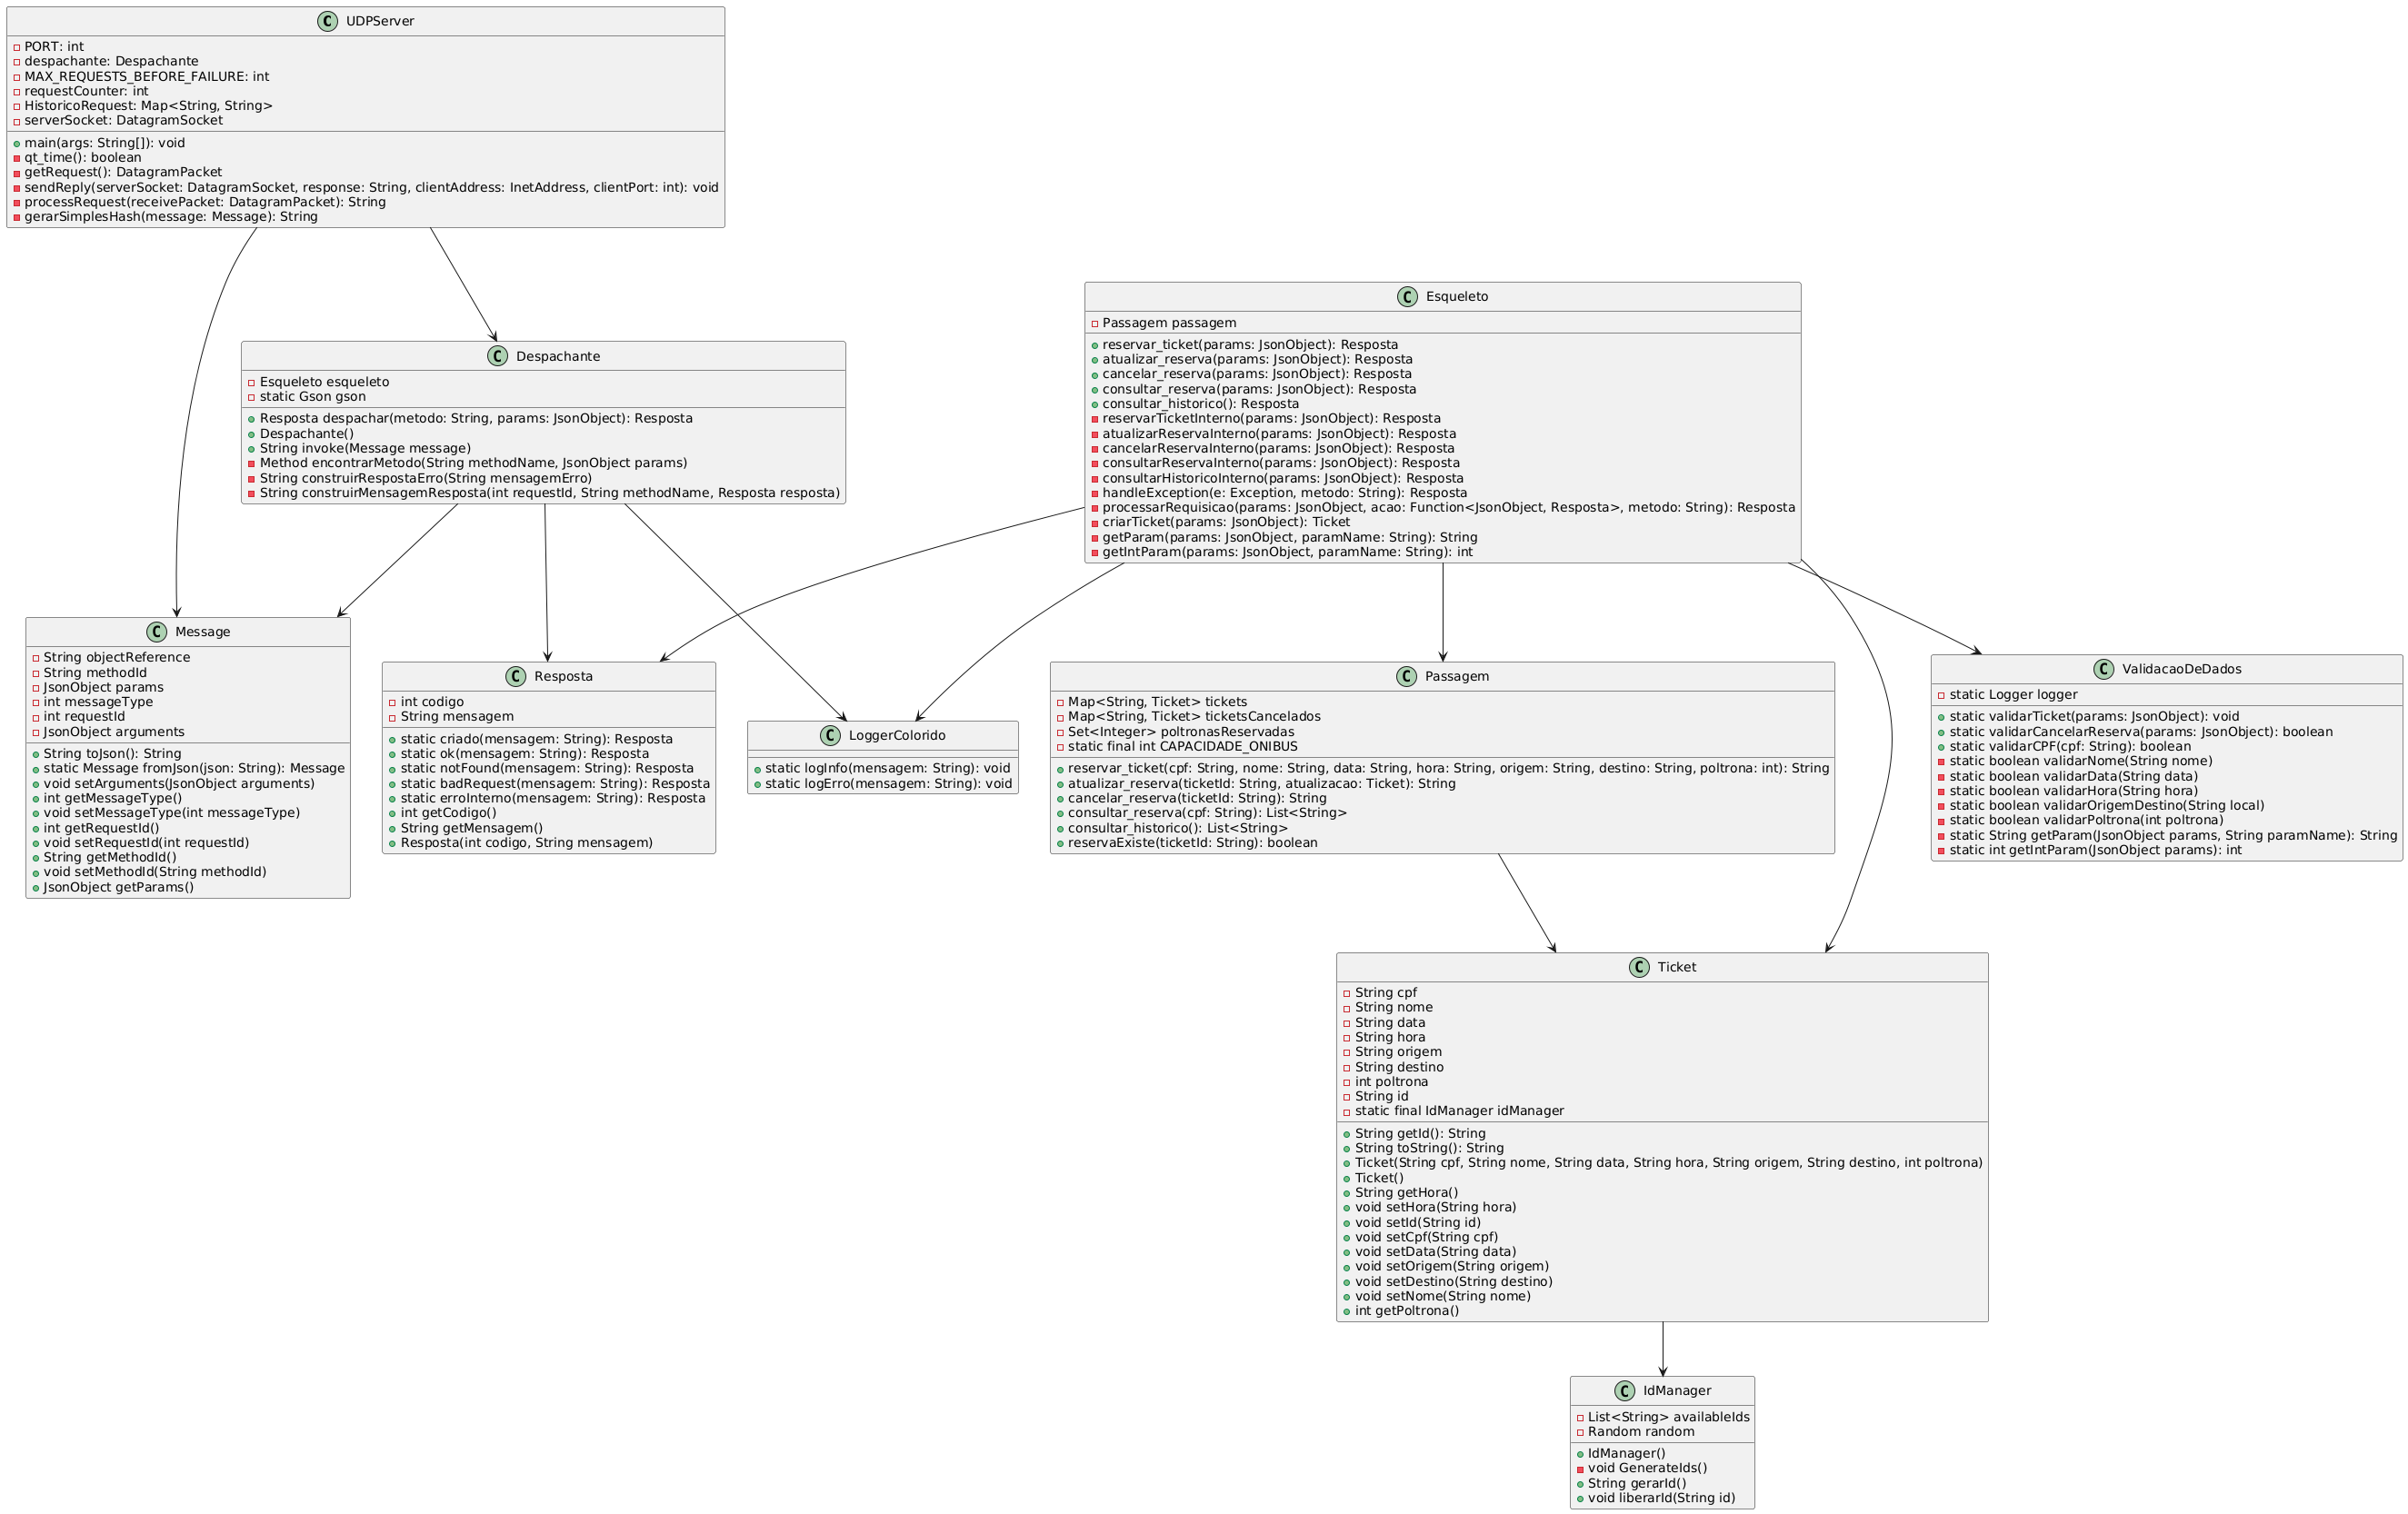 UDPServer
PORT: int
despachante: Despachante
MAX_REQUESTS_BEFORE_FAILURE: int
requestCounter: int
HistoricoRequest: Map<String, String>
serverSocket: DatagramSocket
main(args: String[]): void
qt_time(): boolean
getRequest(): DatagramPacket
sendReply(serverSocket: DatagramSocket, response: String, clientAddress: InetAddress, clientPort: int): void
processRequest(receivePacket: DatagramPacket): String
gerarSimplesHash(message: Message): String
Esqueleto
Passagem passagem
reservar_ticket(params: JsonObject): Resposta
atualizar_reserva(params: JsonObject): Resposta
cancelar_reserva(params: JsonObject): Resposta
consultar_reserva(params: JsonObject): Resposta
consultar_historico(): Resposta
reservarTicketInterno(params: JsonObject): Resposta
atualizarReservaInterno(params: JsonObject): Resposta
cancelarReservaInterno(params: JsonObject): Resposta
consultarReservaInterno(params: JsonObject): Resposta
consultarHistoricoInterno(params: JsonObject): Resposta
handleException(e: Exception, metodo: String): Resposta
processarRequisicao(params: JsonObject, acao: Function<JsonObject, Resposta>, metodo: String): Resposta
criarTicket(params: JsonObject): Ticket
getParam(params: JsonObject, paramName: String): String
getIntParam(params: JsonObject, paramName: String): int
Despachante
Esqueleto esqueleto
static Gson gson
Resposta despachar(metodo: String, params: JsonObject): Resposta
Despachante()
String invoke(Message message)
Method encontrarMetodo(String methodName, JsonObject params)
String construirRespostaErro(String mensagemErro)
String construirMensagemResposta(int requestId, String methodName, Resposta resposta)
Message
String objectReference
String methodId
JsonObject params
int messageType
int requestId
JsonObject arguments
String toJson(): String
static Message fromJson(json: String): Message
void setArguments(JsonObject arguments)
int getMessageType()
void setMessageType(int messageType)
int getRequestId()
void setRequestId(int requestId)
String getMethodId()
void setMethodId(String methodId)
JsonObject getParams()
Resposta
int codigo
String mensagem
static criado(mensagem: String): Resposta
static ok(mensagem: String): Resposta
static notFound(mensagem: String): Resposta
static badRequest(mensagem: String): Resposta
static erroInterno(mensagem: String): Resposta
int getCodigo()
String getMensagem()
Resposta(int codigo, String mensagem)
LoggerColorido
static logInfo(mensagem: String): void
static logErro(mensagem: String): void
Passagem
Map<String, Ticket> tickets
Map<String, Ticket> ticketsCancelados
Set<Integer> poltronasReservadas
static final int CAPACIDADE_ONIBUS
reservar_ticket(cpf: String, nome: String, data: String, hora: String, origem: String, destino: String, poltrona: int): String
atualizar_reserva(ticketId: String, atualizacao: Ticket): String
cancelar_reserva(ticketId: String): String
consultar_reserva(cpf: String): List<String>
consultar_historico(): List<String>
reservaExiste(ticketId: String): boolean
ValidacaoDeDados
static Logger logger
static validarTicket(params: JsonObject): void
static validarCancelarReserva(params: JsonObject): boolean
static validarCPF(cpf: String): boolean
static boolean validarNome(String nome)
static boolean validarData(String data)
static boolean validarHora(String hora)
static boolean validarOrigemDestino(String local)
static boolean validarPoltrona(int poltrona)
static String getParam(JsonObject params, String paramName): String
static int getIntParam(JsonObject params): int
Ticket
String cpf
String nome
String data
String hora
String origem
String destino
int poltrona
String id
static final IdManager idManager
String getId(): String
String toString(): String
Ticket(String cpf, String nome, String data, String hora, String origem, String destino, int poltrona)
Ticket()
String getHora()
void setHora(String hora)
void setId(String id)
void setCpf(String cpf)
void setData(String data)
void setOrigem(String origem)
void setDestino(String destino)
void setNome(String nome)
int getPoltrona()
IdManager
List<String> availableIds
Random random
IdManager()
void GenerateIds()
String gerarId()
void liberarId(String id)